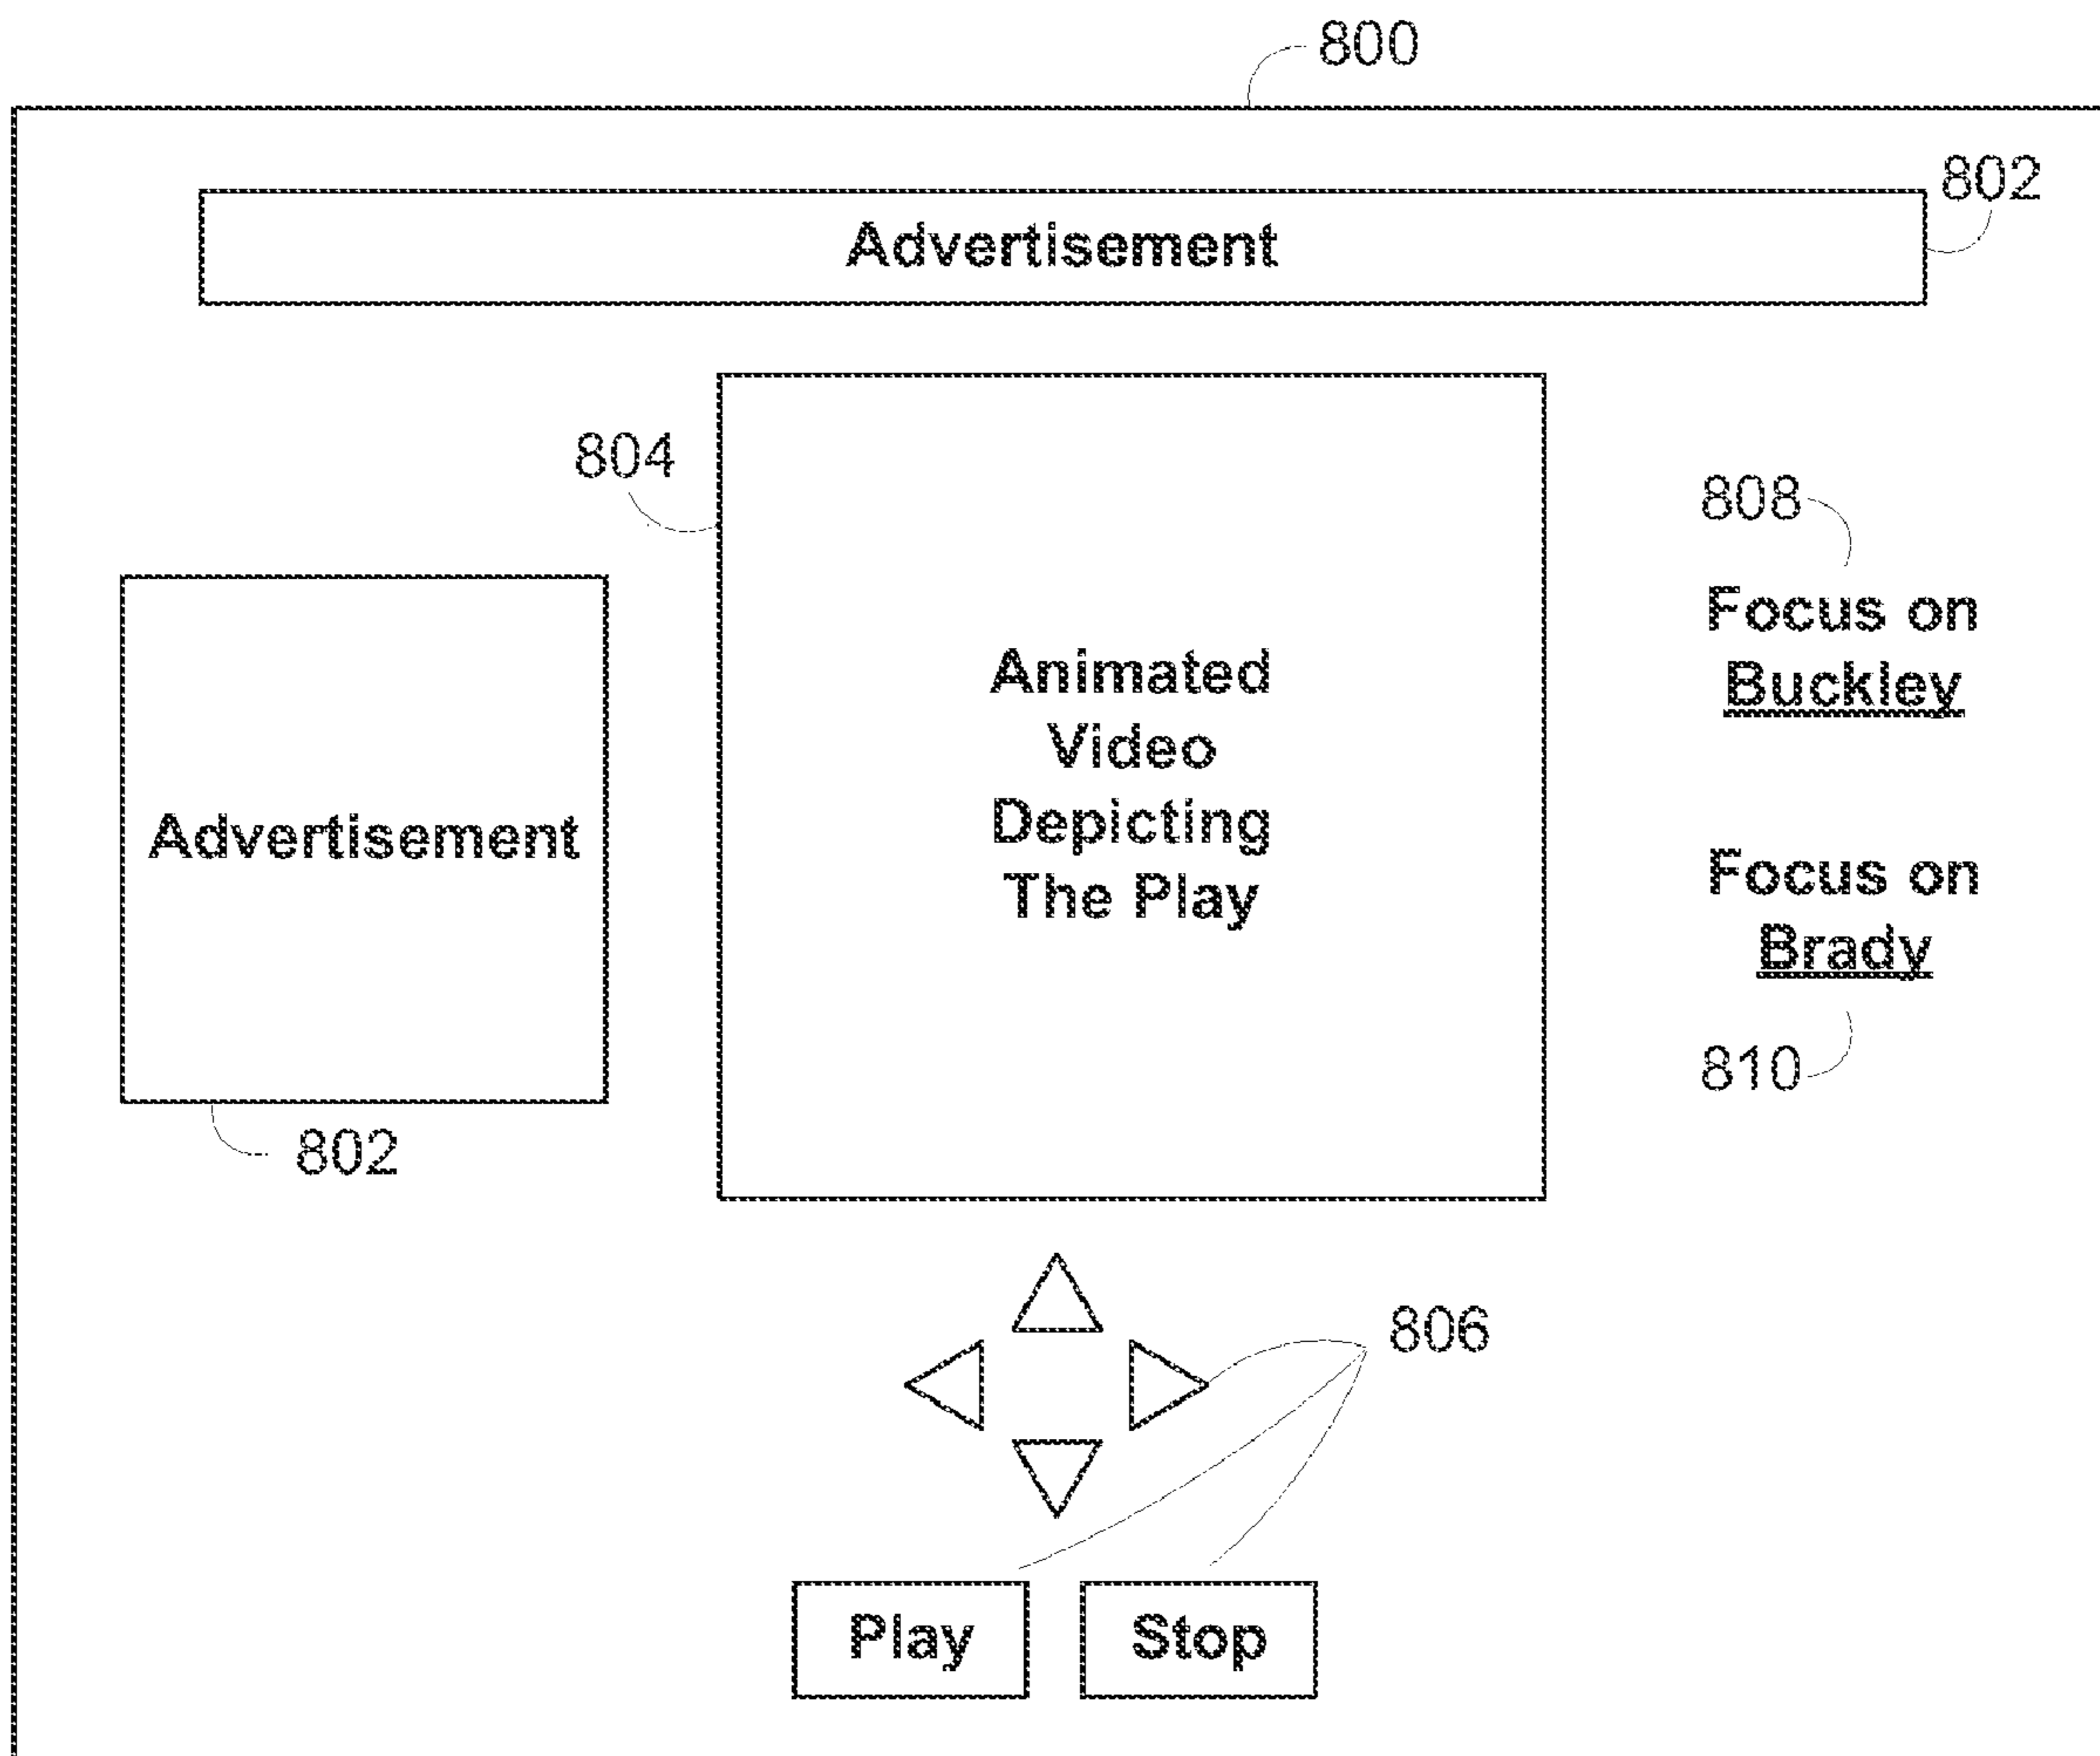 800
802
Advertisement
804
808
Focus on
Buckley
Animated
Video
Depicting
The Play
Advertisement
Focus on
Brady
810
802
806
Play
Stop